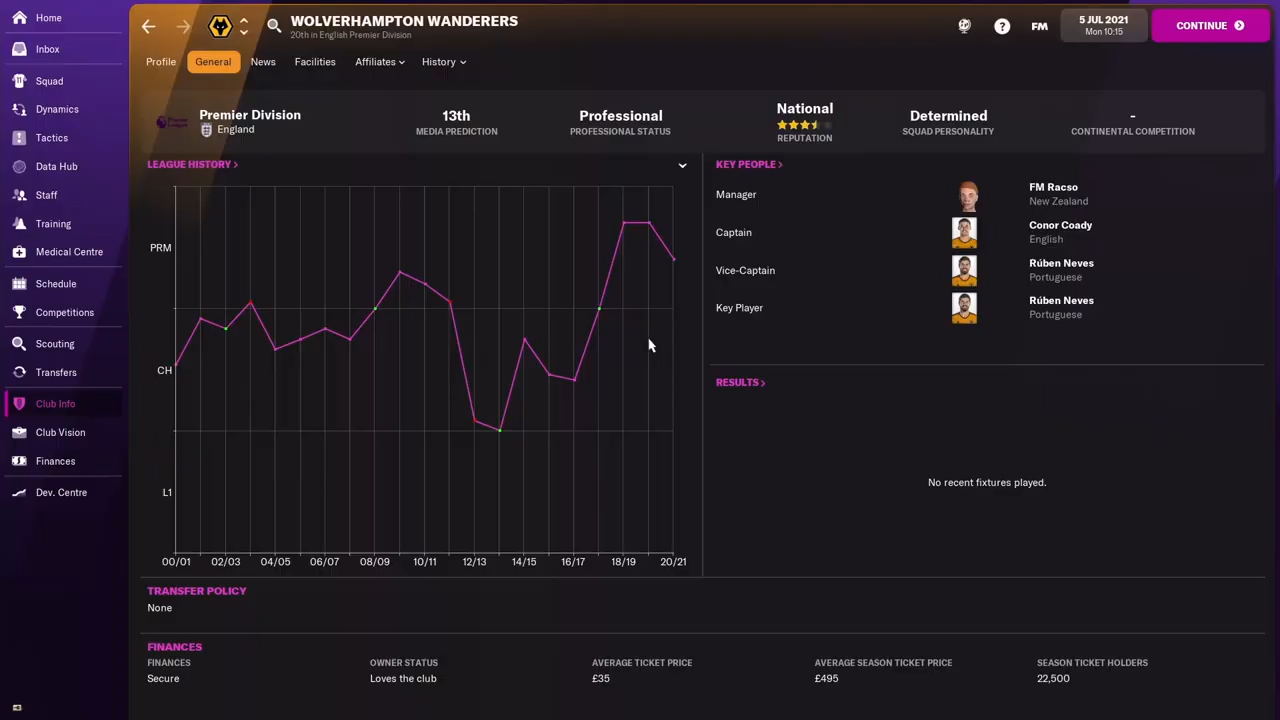 Home
Inbox
Squad
Dynamics
Tactics
Data Hub
Staff
Training
Medical Centre
Schedule
Competitions
Scouting
Transfers
Club Info
Club Vision
Finances
Dev. Centre
WOLVERHAMPTON WANDERERS
20th in English Premier Division
? FM
5 JUL 2021
Mon 10:15
CONTINUE
Profile General News Facilities Affiliates History
Premier Division
England
13th
MEDIA PREDICTION
Professional
PROFESSIONAL STATUS
National
REPUTATION
Determined
SQUAD PERSONALITY
-
CONTINENTAL COMPETITION
LEAGUE HISTORY >
PRM
CH
L1
00/01 02/03 04/05 06/07 08/09 10/11 12/13 14/15 16/17 18/19 20/21
KEY PEOPLE >
Manager
FM Racso
New Zealand
Captain
Conor Coady
English
Vice-Captain
Rúben Neves
Portuguese
Key Player
Rúben Neves
Portuguese
RESULTS >
No recent fixtures played.
TRANSFER POLICY
None
FINANCES
FINANCES
Secure
OWNER STATUS
Loves the club
AVERAGE TICKET PRICE
£35
AVERAGE SEASON TICKET PRICE
£495
SEASON TICKET HOLDERS
22,500